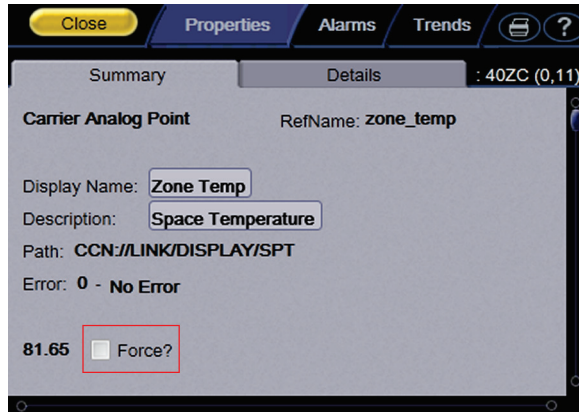 Close Properties Alarms Trends ?
Summary Details : 40ZC (0,11)
Carrier Analog Point RefName: zone_temp
Display Name: Zone Temp
Description: Space Temperature
Path: CCN://LINK/DISPLAY/SPT
Error: 0 - No Error
81.65 Force?